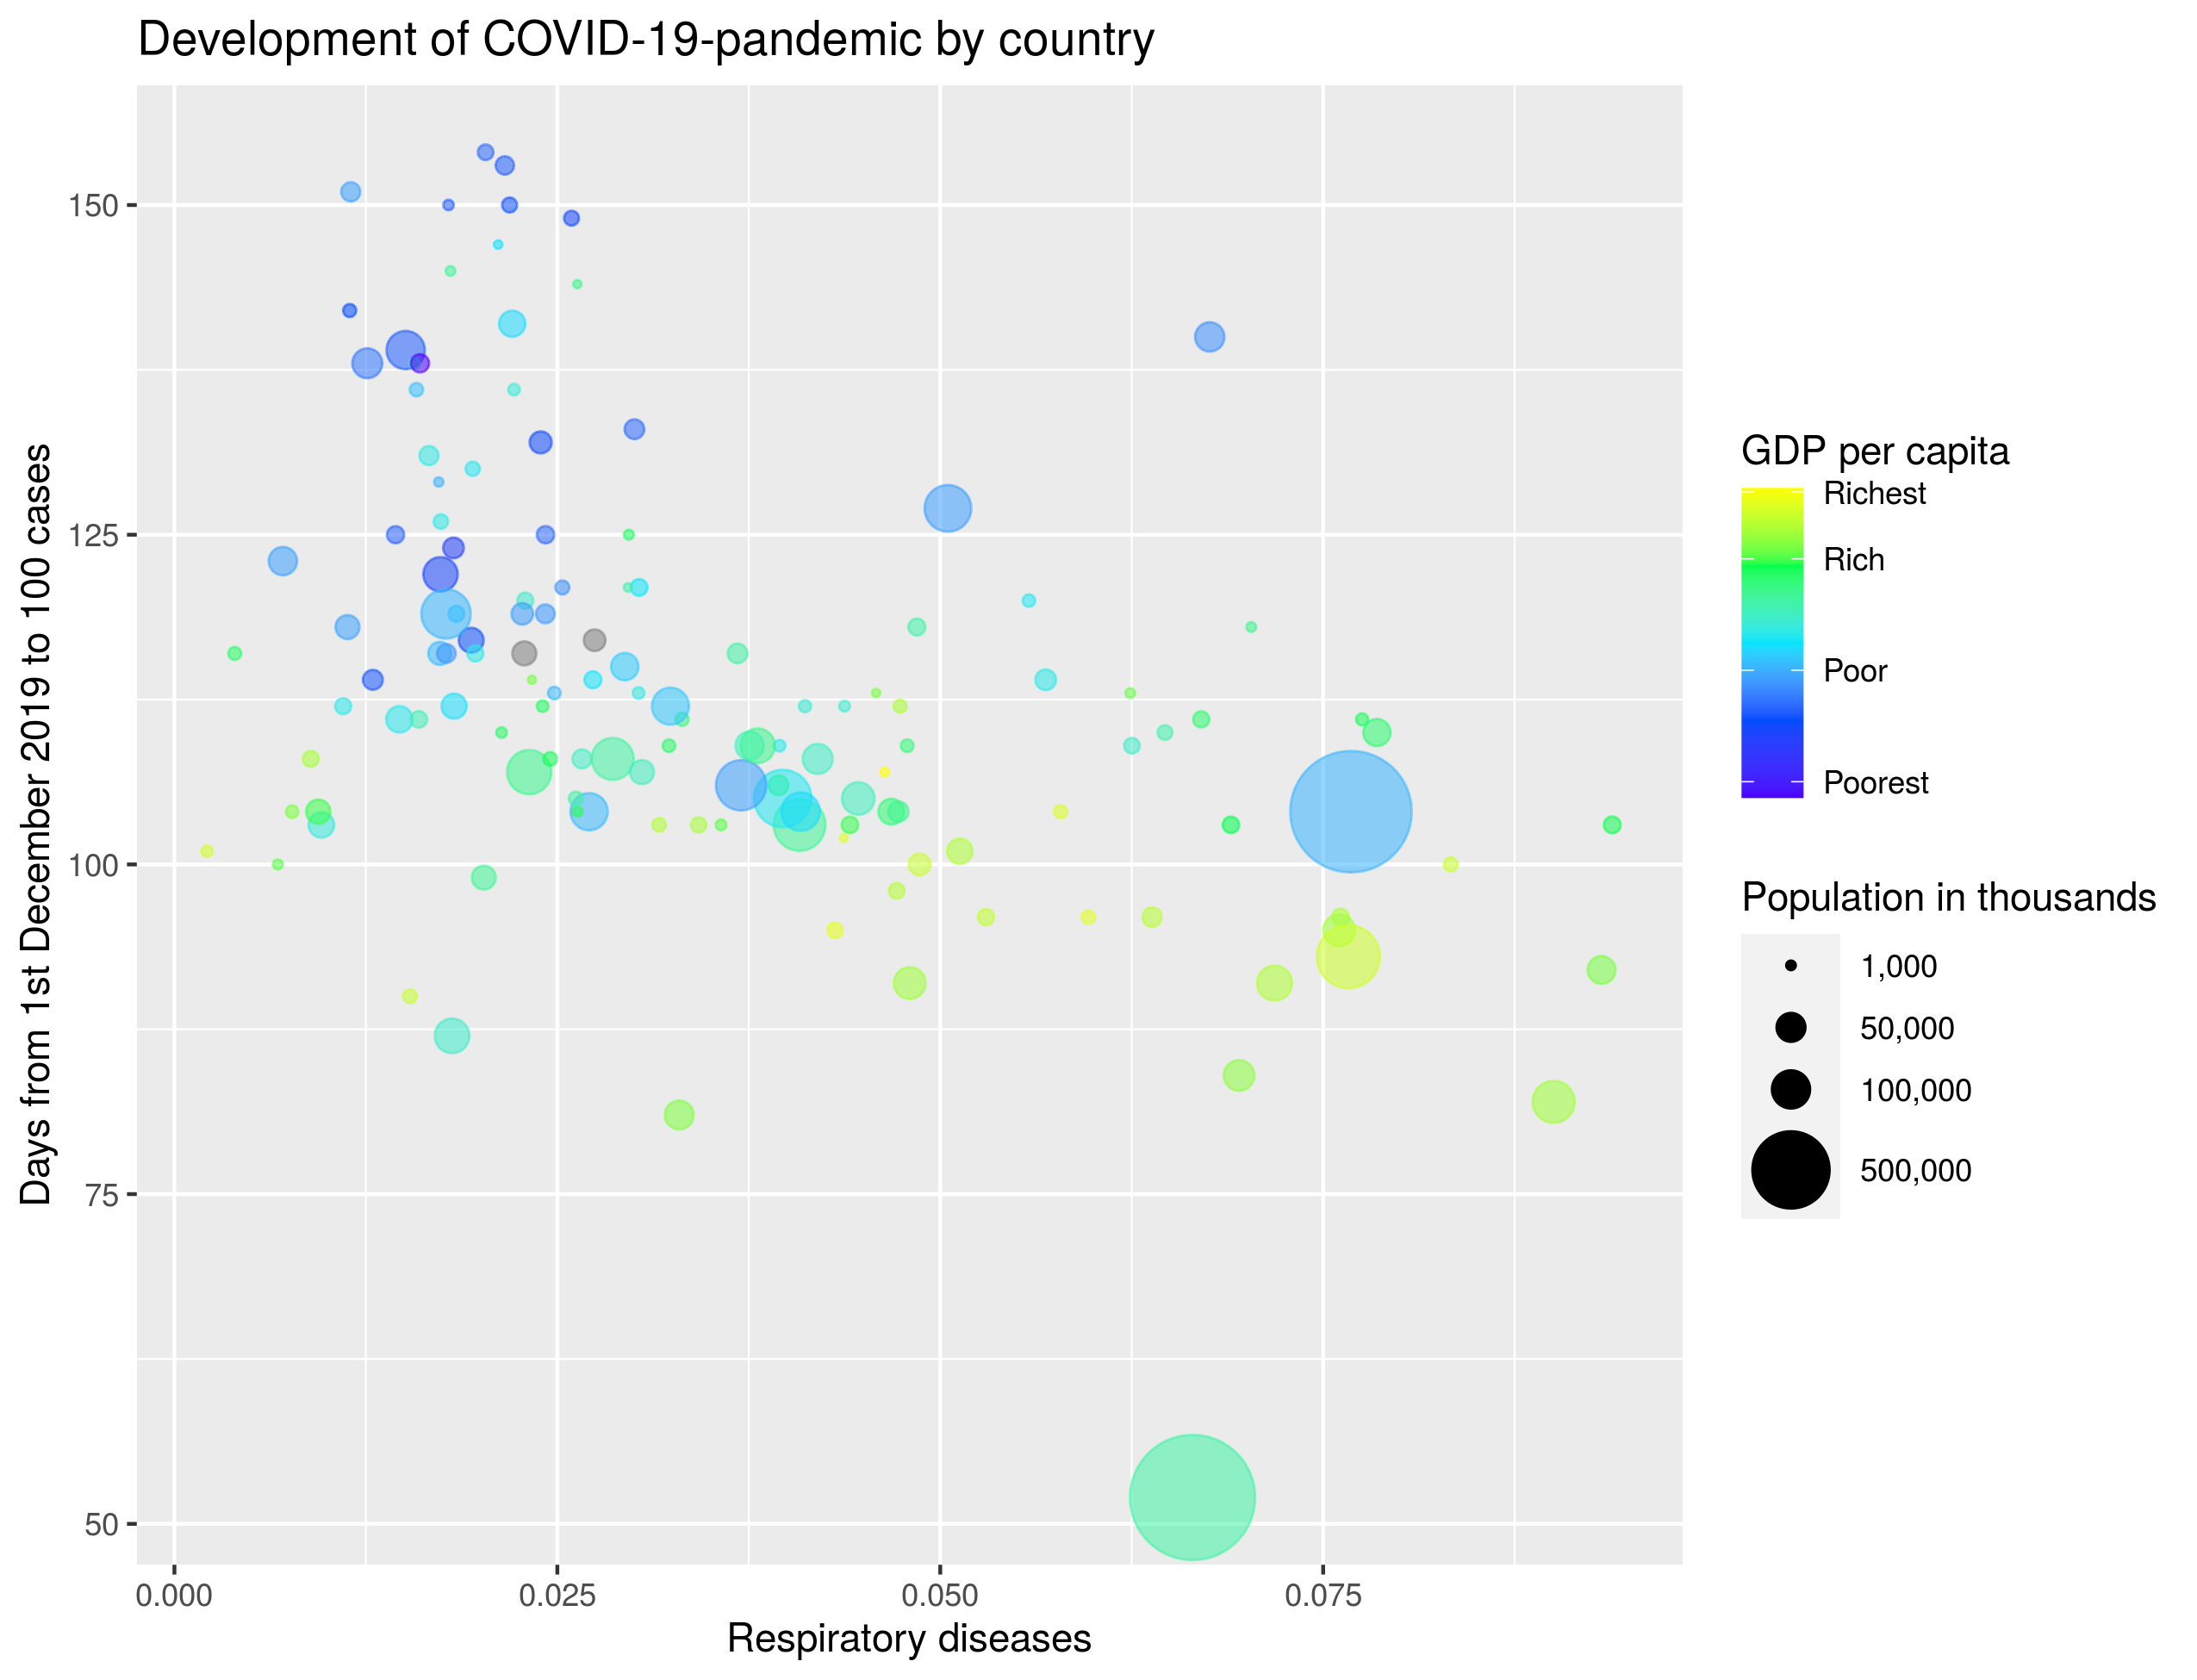 Development of COVID-19-pandemic by country
Days from 1st December 2019 to 100 cases
150
125
100
75
50
0.000
0.025
0.050
0.075
Respiratory diseases
GDP per capita
Richest
Rich
Poor
Poorest
Population in thousands
1,000
50,000
100,000
500,000